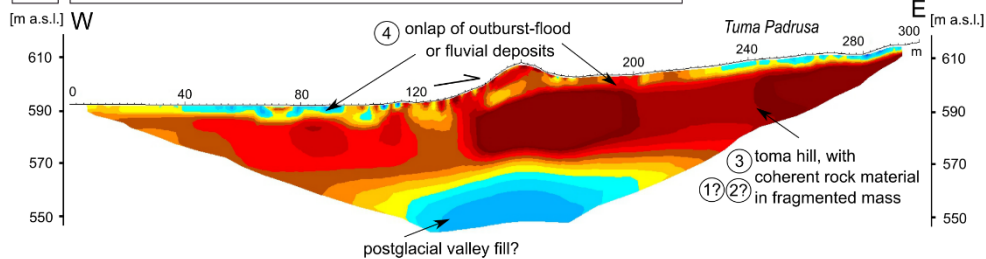 [m a.s.l.] W E [m a.s.l.]
④ onlap of outburst-flood
or fluvial deposits
Tuma Padrusa
300
m
610 610
0 40 80 120 200 240 280
590 590
570 570
550 550
③ toma hill, with
coherent rock material
①? ②? in fragmented mass
postglacial valley fill?